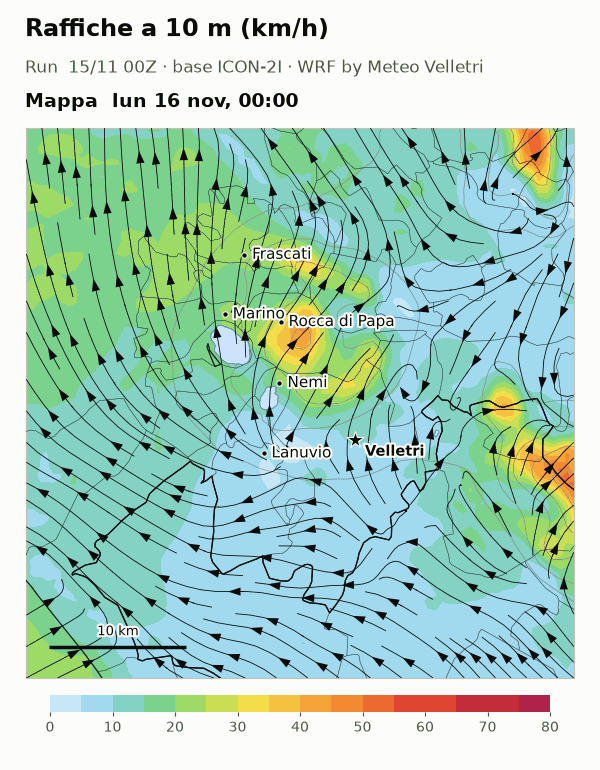 Raffiche a 10 m (km/h)
Run  15/11 00Z · base ICON-2I · WRF by Meteo Velletri
Mappa  lun 16 nov, 00:00
Frascati
Marino
Rocca di Papa
Nemi
Velletri
Lanuvio
10 km
0 10 20 30 40 50 60 70 80